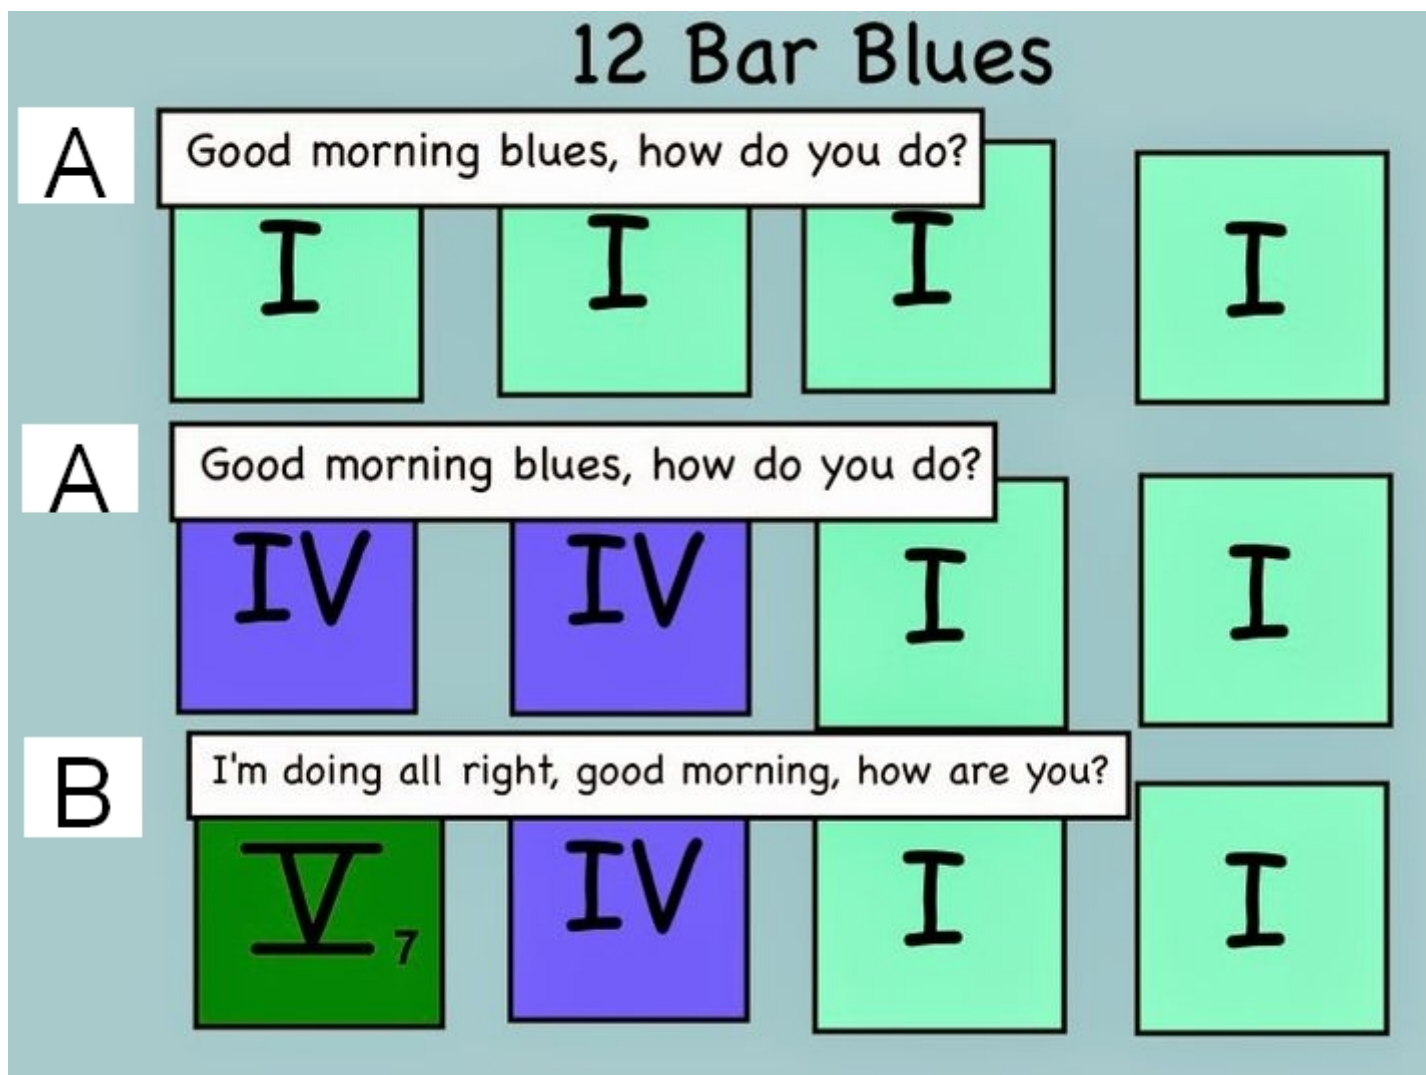 12 Bar Blues
A Good morning blues, how do you do?
I I I I
A Good morning blues, how do you do?
IV IV I I
B I'm doing all right, good morning, how are you?
V7 IV I I